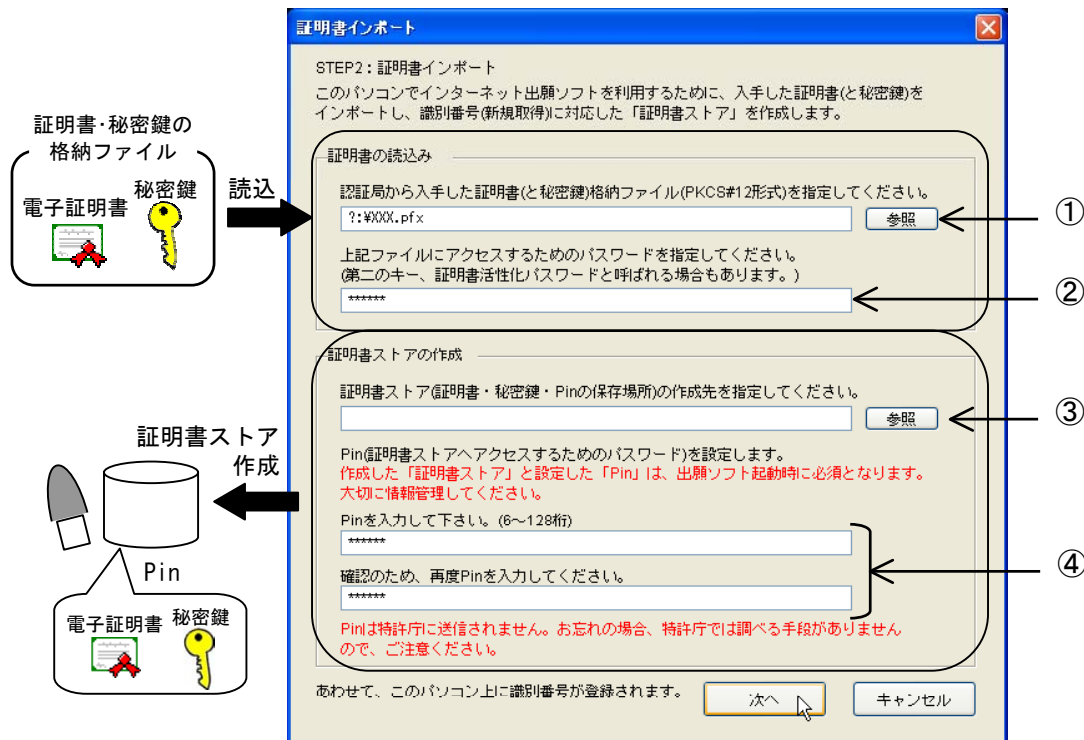 証明書インポート
STEP2:証明書インポート
このパソコンでインターネット出願ソフトを利用するために、入手した証明書(と秘密鍵)を
インポートし、識別番号(新規取得)に対応した「証明書ストア」を作成します。
証明書・秘密鍵の
格納ファイル
電子証明書
秘密鍵
読込
証明書の読込み
認証局から入手した証明書(と秘密鍵)格納ファイル(PKCS#12形式)を指定してください。
?:¥XXX.pfx
参照
①
上記ファイルにアクセスするためのパスワードを指定してください。
(第二のキー、証明書活性化パスワードと呼ばれる場合もあります。)
******
②
証明書ストアの作成
証明書ストア(証明書・秘密鍵・Pinの保存場所)の作成先を指定してください。
参照
③
Pin(証明書ストアへアクセスするためのパスワード)を設定します。
作成した「証明書ストア」と設定した「Pin」は、出願ソフト起動時に必須となります。
大切に情報管理してください。
Pinを入力して下さい。(6~128桁)
******
確認のため、再度Pinを入力してください。
******
④
Pinは特許庁に送信されません。お忘れの場合、特許庁では調べる手段がありません
ので、ご注意ください。
証明書ストア
作成
Pin
電子証明書
秘密鍵
あわせて、このパソコン上に識別番号が登録されます。
次へ
キャンセル